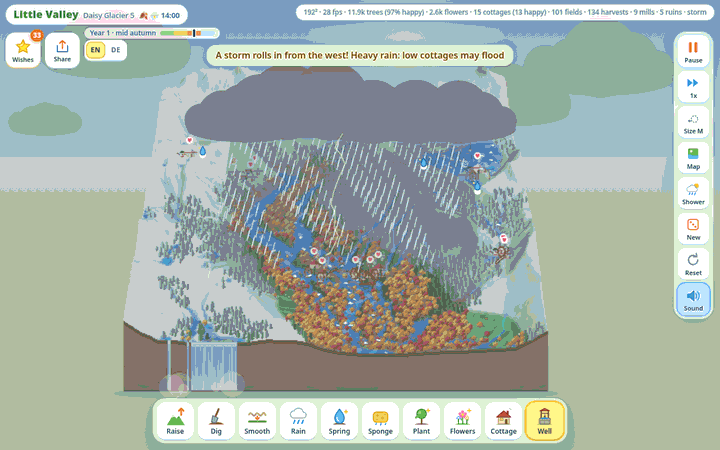 Little Valley Daisy Glacier 5 14:00
192² · 28 fps · 11.9k trees (97% happy) · 2.6k flowers · 15 cottages (13 happy) · 101 fields · 134 harvests · 9 mills · 5 ruins · storm
Year 1 · mid autumn
33
Wishes
Share
EN
DE
A storm rolls in from the west! Heavy rain: low cottages may flood
Pause
1x
Size M
Map
Shower
New
Reset
Sound
Raise
Dig
Smooth
Rain
Spring
Sponge
Plant
Flowers
Cottage
Well